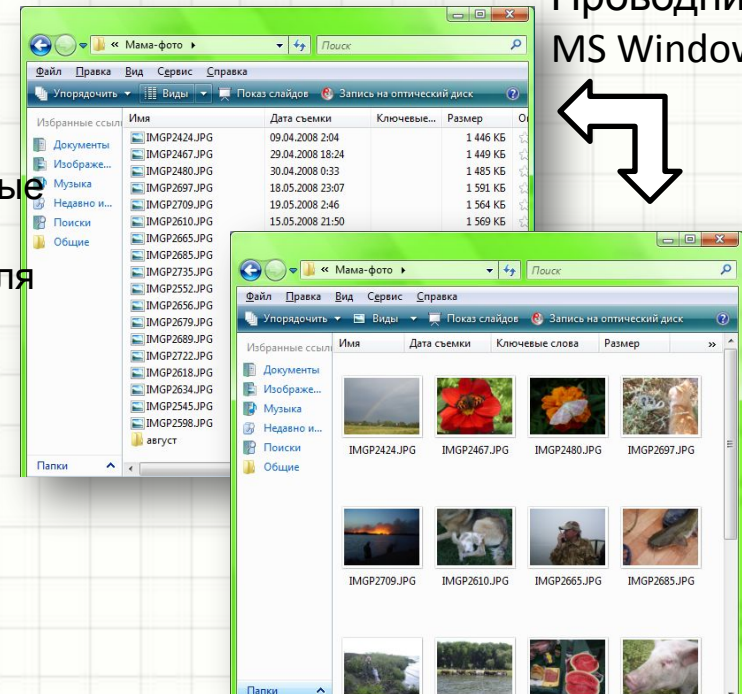 Проводни
MS Window
ые
ля
« Мама-фото
Поиск
Файл Правка Вид Сервис Справка
Упорядочить Виды Показ слайдов Запись на оптический диск
Избранные ссыл
Документы
Изображе...
Музыка
Недавно и...
Поиски
Общие
Папки
Имя Дата съемки Ключевые... Размер О
IMGP2424.JPG 09.04.2008 2:04 1 446 КБ
IMGP2467.JPG 29.04.2008 18:24 1 449 КБ
IMGP2480.JPG 30.04.2008 0:33 1 485 КБ
IMGP2697.JPG 18.05.2008 23:07 1 591 КБ
IMGP2709.JPG 19.05.2008 2:46 1 564 КБ
IMGP2610.JPG 15.05.2008 21:50 1 569 КБ
IMGP2665.JPG
IMGP2685.JPG
IMGP2735.JPG
IMGP2552.JPG
IMGP2656.JPG
IMGP2679.JPG
IMGP2689.JPG
IMGP2722.JPG
IMGP2618.JPG
IMGP2634.JPG
IMGP2545.JPG
IMGP2598.JPG
август
« Мама-фото
Поиск
Файл Правка Вид Сервис Справка
Упорядочить Виды Показ слайдов Запись на оптический диск
Избранные ссыл
Документы
Изображе...
Музыка
Недавно и...
Поиски
Общие
Папки
Имя Дата съемки Ключевые слова Размер »
IMGP2424.JPG IMGP2467.JPG IMGP2480.JPG IMGP2697.JPG
IMGP2709.JPG IMGP2610.JPG IMGP2665.JPG IMGP2685.JPG